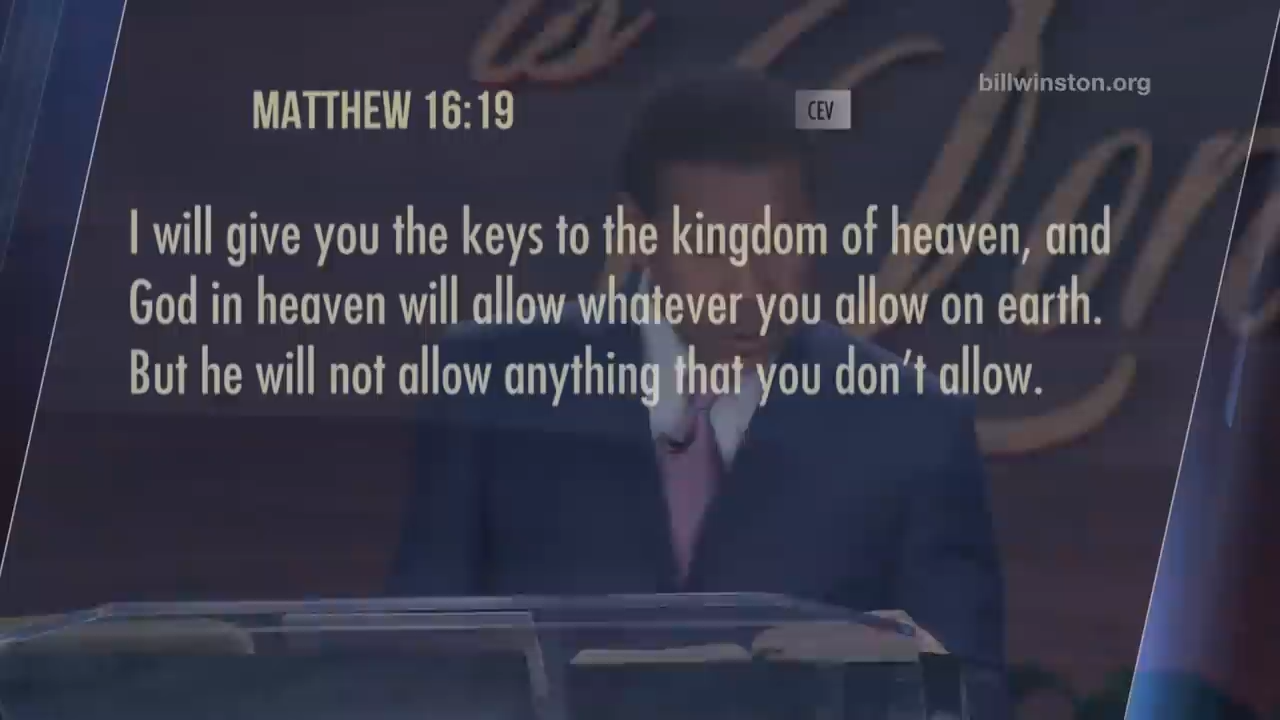 is
billwinston.org
MATTHEW 16:19 CEV
I will give you the keys to the kingdom of heaven, and
God in heaven will allow whatever you allow on earth.
But he will not allow anything that you don't allow.